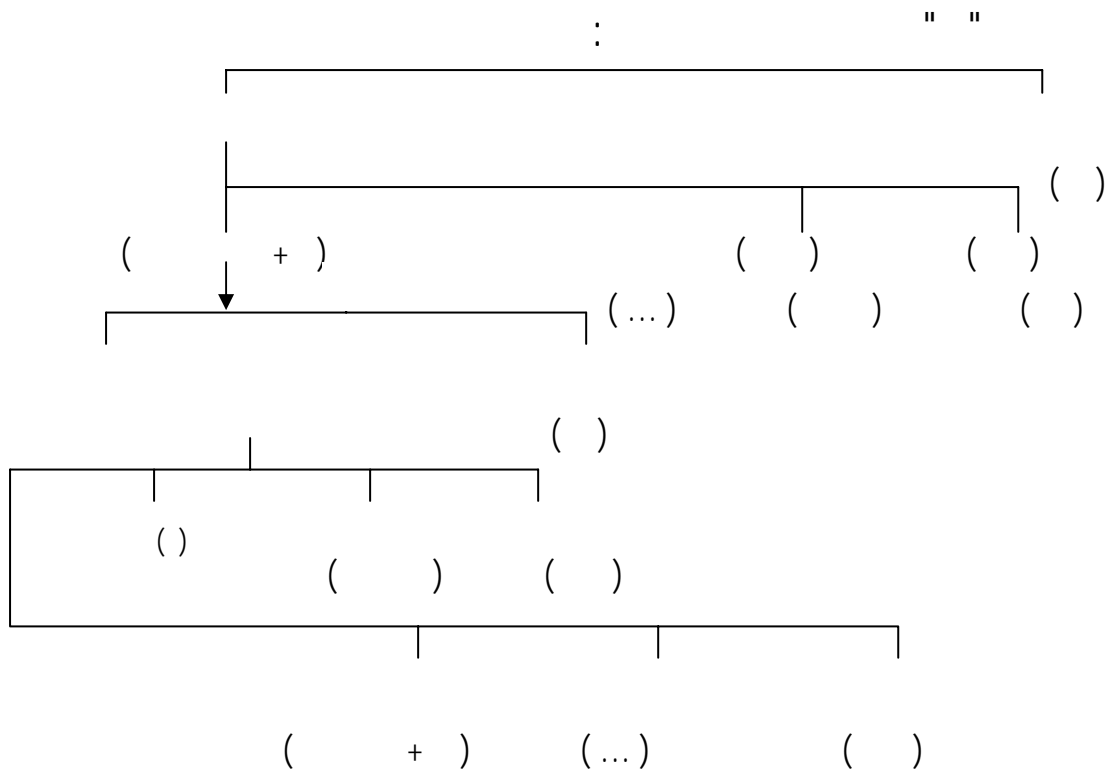 : " "
( )
( + ) ( ) ( )
(...) ( ) ( )
( )
( )
( ) ( )
( + ) (...) ( )